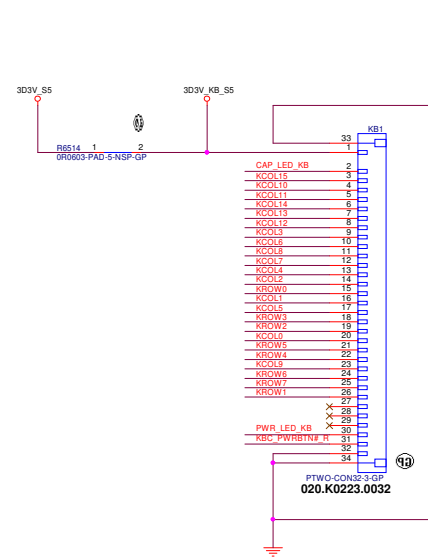 3D3V_S5 3D3V_KB_S5
KB1
33
R6514 1 2 1
0R0603-PAD-5-NSP-GP
CAP_LED_KB 2
KCOL15 3
KCOL10 4
KCOL11 5
KCOL14 6
KCOL13 7
KCOL12 8
KCOL3 9
KCOL6 10
KCOL8 11
KCOL7 12
KCOL4 13
KCOL2 14
KROW0 15
KCOL1 16
KCOL5 17
KROW3 18
KROW2 19
KCOL0 20
KROW5 21
KROW4 22
KCOL9 23
KROW6 24
KROW7 25
KROW1 26
27
28
29
PWR_LED_KB 30
KBC_PWRBTN#_R 31
32
34
PTWO-CON32-3-GP
020.K0223.0032